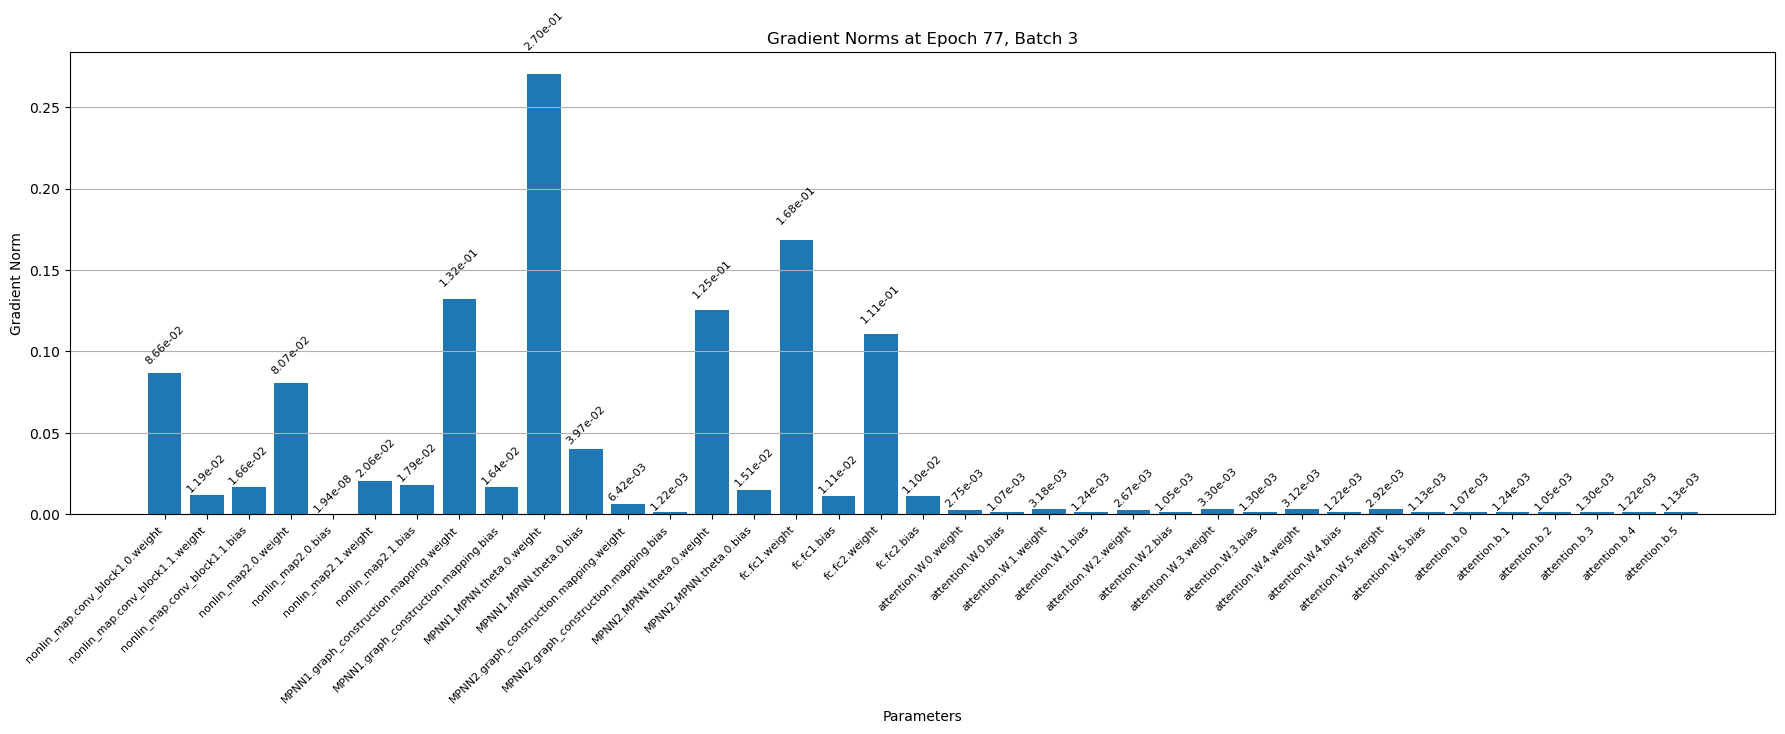 Gradient Norms at Epoch 77, Batch 3
Gradient Norm
0.25
0.20
0.15
0.10
0.05
0.00
8.66e-02
1.19e-02
1.66e-02
8.07e-02
1.94e-08
2.06e-02
1.79e-02
1.32e-01
1.64e-02
2.70e-01
3.97e-02
6.42e-03
1.22e-03
1.25e-01
1.51e-02
1.68e-01
1.11e-02
1.11e-01
1.10e-02
2.75e-03
1.07e-03
3.18e-03
1.24e-03
2.67e-03
1.05e-03
3.30e-03
1.30e-03
3.12e-03
1.22e-03
2.92e-03
1.13e-03
1.07e-03
1.24e-03
1.05e-03
1.30e-03
1.22e-03
1.13e-03
nonlin_map.conv_block1.0.weight
nonlin_map.conv_block1.1.weight
nonlin_map.conv_block1.1.bias
nonlin_map2.0.weight
nonlin_map2.0.bias
nonlin_map2.1.weight
nonlin_map2.1.bias
MPNN1.graph_construction.mapping.weight
MPNN1.graph_construction.mapping.bias
MPNN1.MPNN.theta.0.weight
MPNN1.MPNN.theta.0.bias
MPNN2.graph_construction.mapping.weight
MPNN2.graph_construction.mapping.bias
MPNN2.MPNN.theta.0.weight
MPNN2.MPNN.theta.0.bias
fc.fc1.weight
fc.fc1.bias
fc.fc2.weight
fc.fc2.bias
attention.W.0.weight
attention.W.0.bias
attention.W.1.weight
attention.W.1.bias
attention.W.2.weight
attention.W.2.bias
attention.W.3.weight
attention.W.3.bias
attention.W.4.weight
attention.W.4.bias
attention.W.5.weight
attention.W.5.bias
attention.b.0
attention.b.1
attention.b.2
attention.b.3
attention.b.4
attention.b.5
Parameters